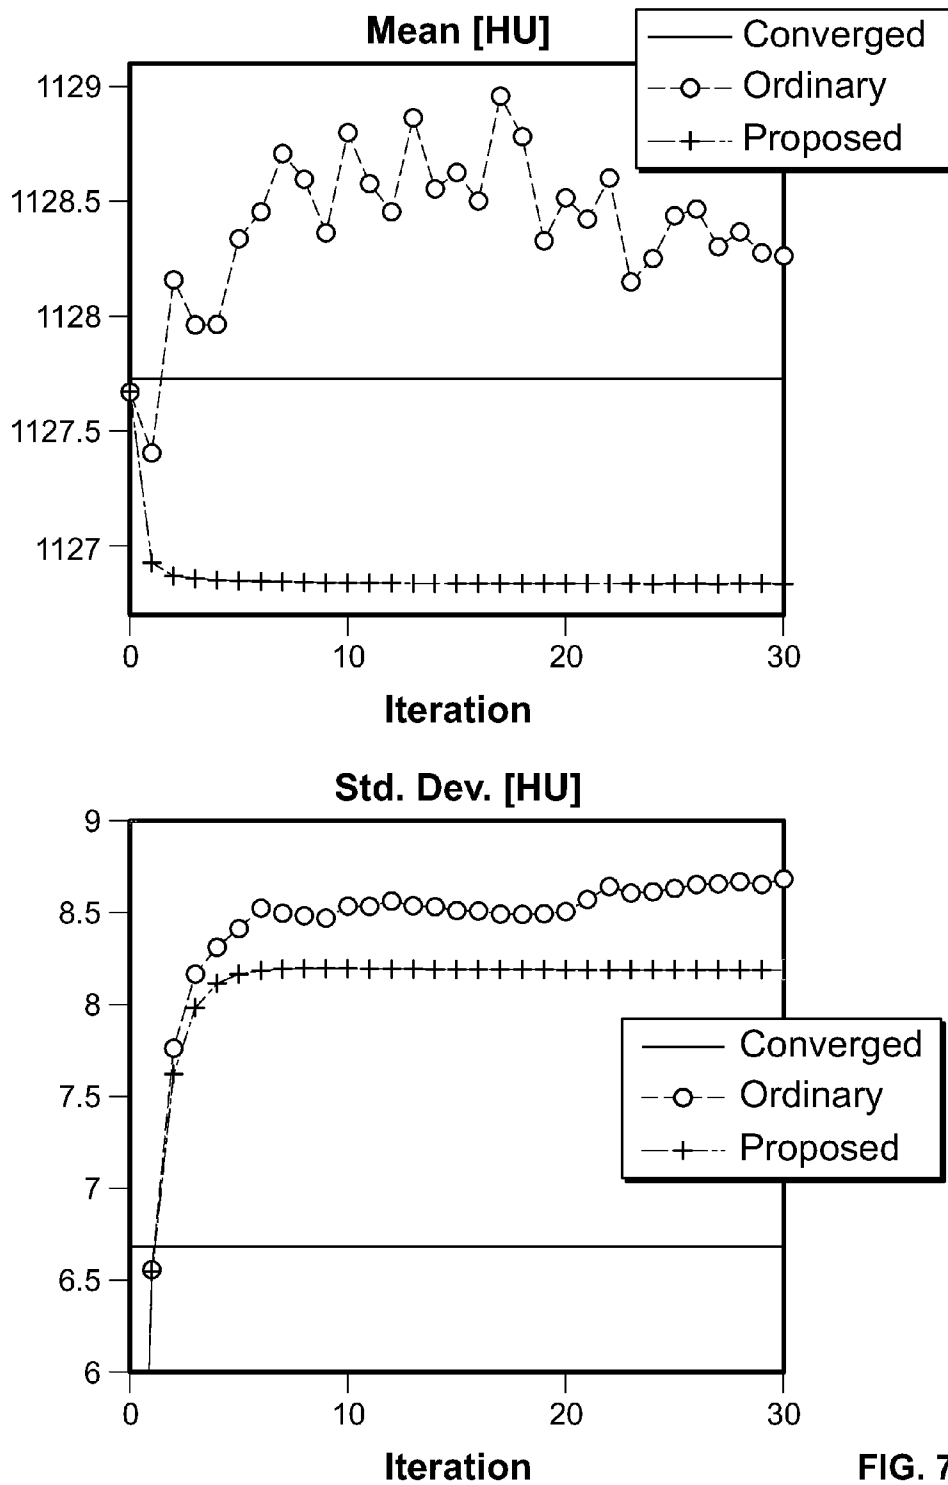 Mean [HU]
Converged
Ordinary
Proposed
1129
1128.5
1128
1127.5
1127
0 10 20 30
Iteration
Std. Dev. [HU]
9
8.5
8
7.5
7
6.5
6
Converged
Ordinary
Proposed
0 10 20 30
Iteration
FIG. 7